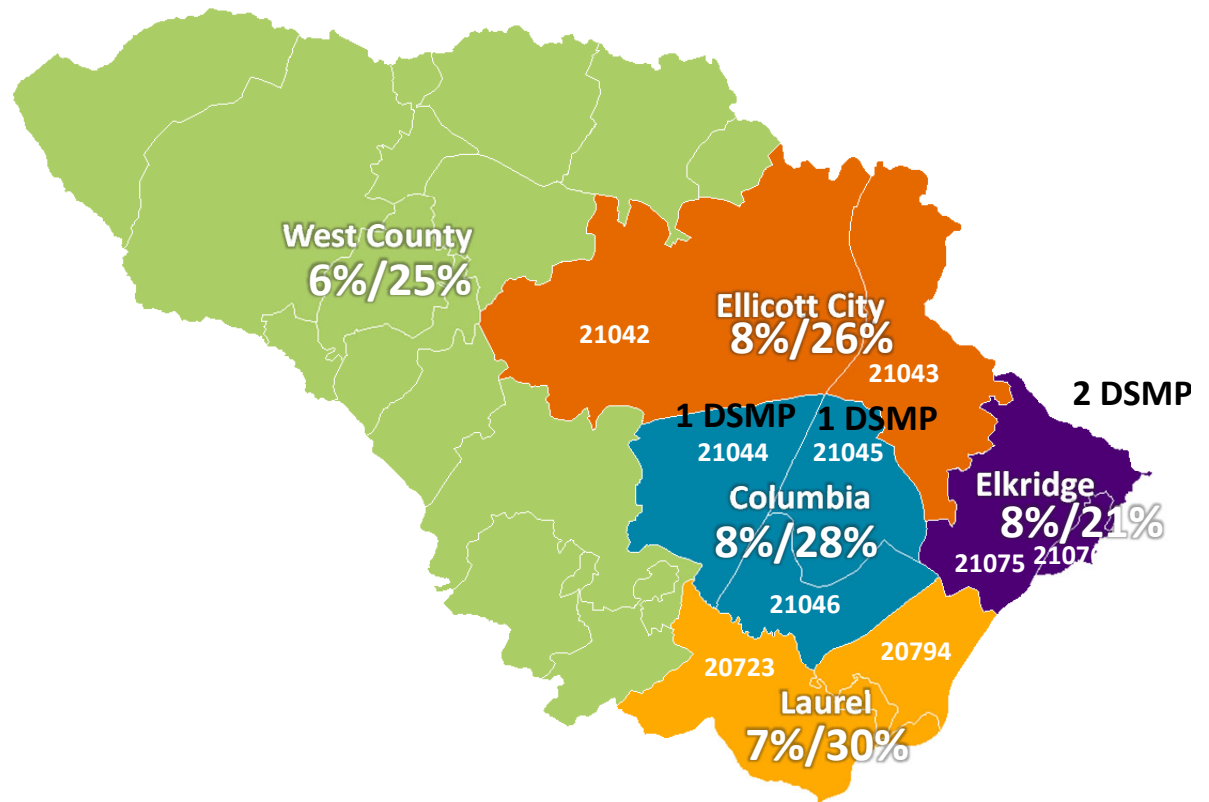 West County
6%/25%
Ellicott City
8%/26%
21042
21043
2 DSMP
1 DSMP
1 DSMP
21044
21045
Columbia
8%/28%
Elkridge
8%/21%
21075
21076
21046
20723
20794
Laurel
7%/30%